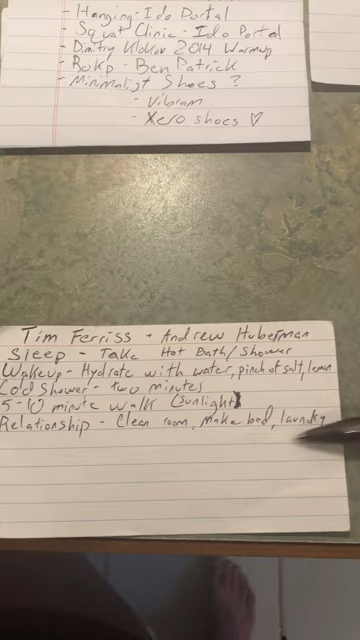 Hanging - Ido Portal
- Squat Clinic - Ido Portal
- Dimitry Klokov 2014 Warmup
- Rokp - Ben Patrick
- Minimalist Shoes ?
- Vibram
- Xero shoes ♡
Tim Ferriss - Andrew Huberman
Sleep - Take Hot Bath/Shower
Wakeup - Hydrate with water, pinch of salt, lemon
Cold shower - two minutes
5-10 minute walk (sunlight)
Relationship - Clean room, make bed, laundry